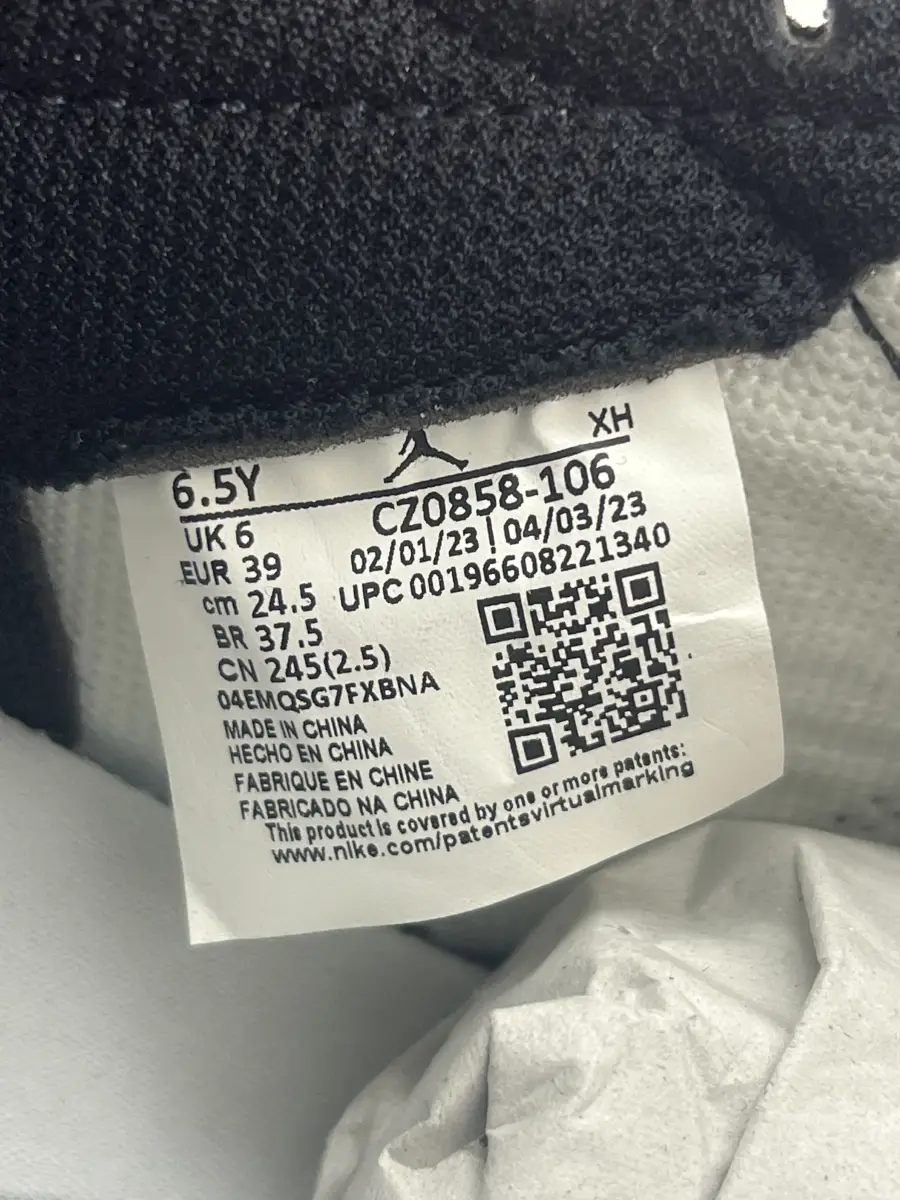 6.5Y XH
UK 6 CZ0858-106
EUR 39 02/01/23 | 04/03/23
cm 24.5 UPC 00196608221340
BR 37.5
CN 245(2.5)
04EMQSG7FXBNA
MADE IN CHINA
HECHO EN CHINA
FABRIQUE EN CHINE
FABRICADO NA CHINA
This product is covered by one or more patents:
www.nike.com/patentsvirtualmarking